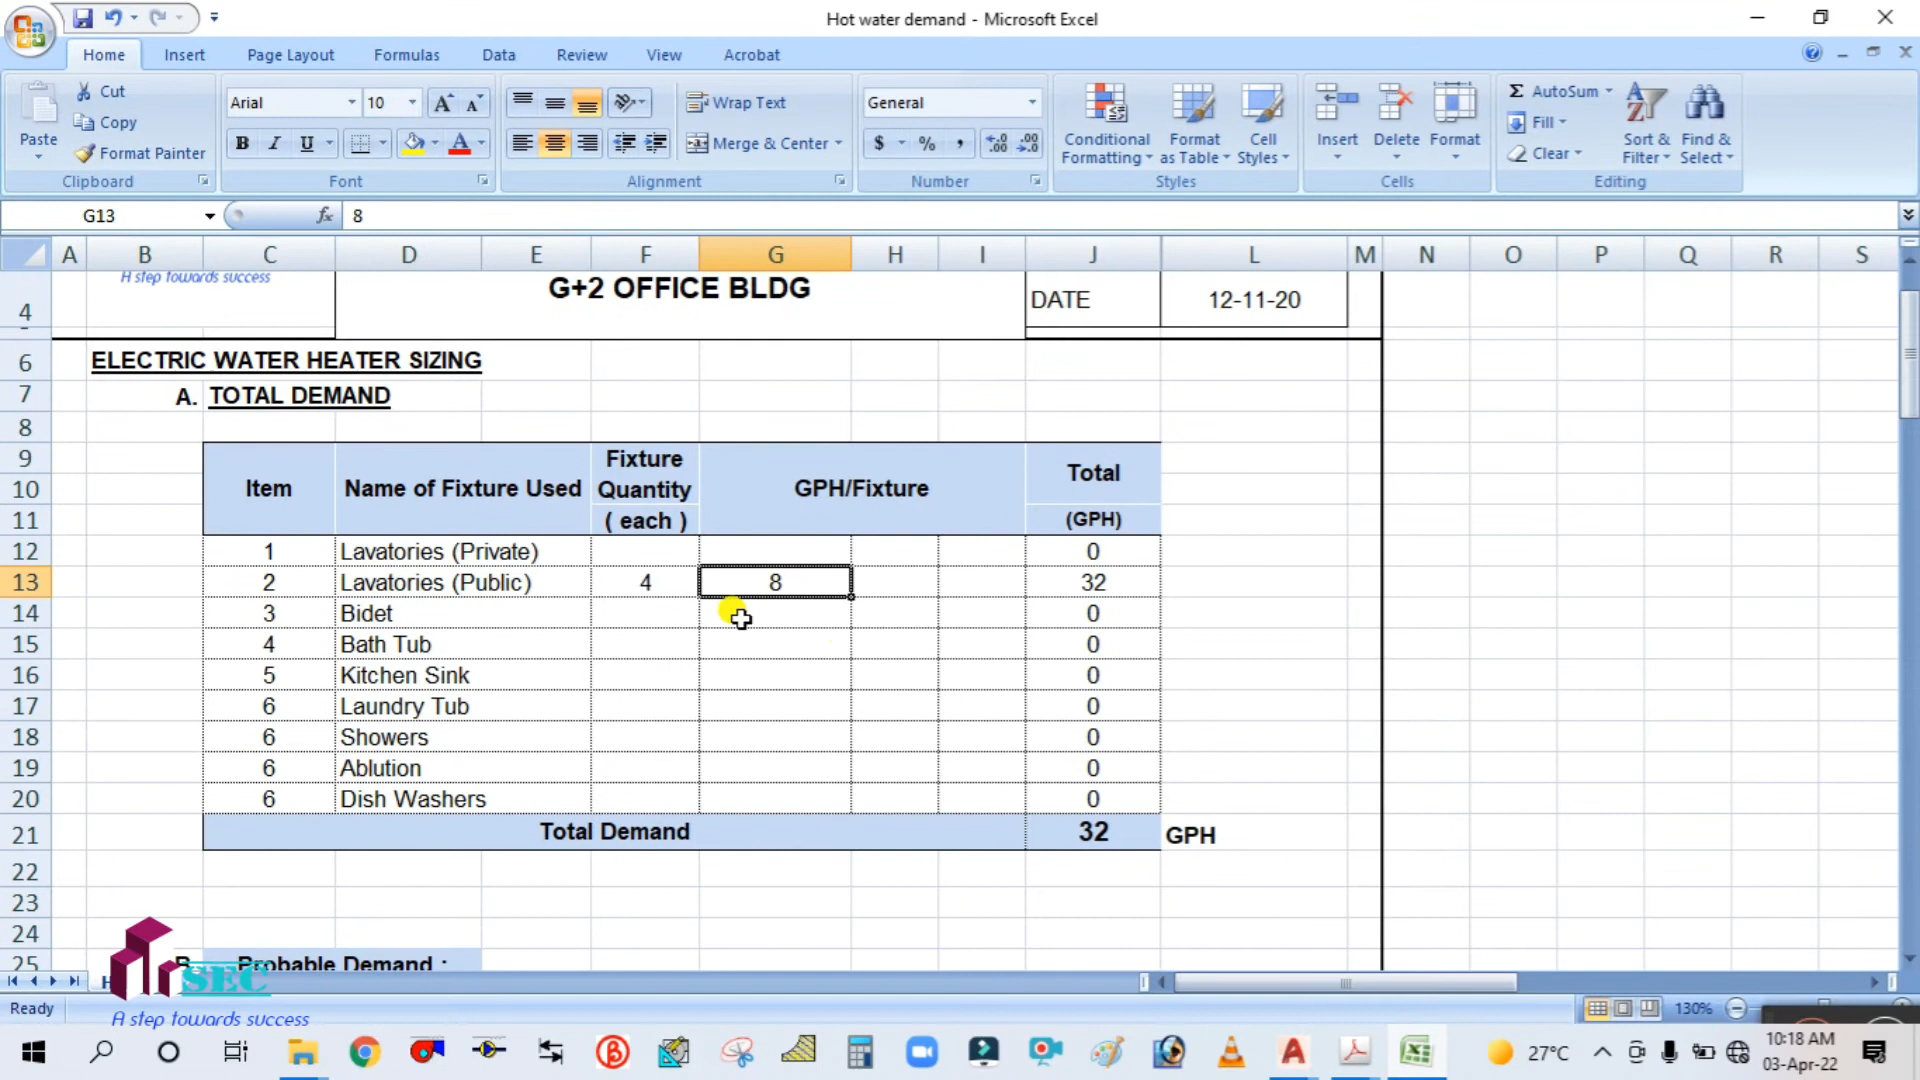 Hot water demand - Microsoft Excel
Home Insert Page Layout Formulas Data Review View Acrobat
Paste Cut Copy Format Painter Clipboard
Arial 10 B I U Font
Wrap Text Merge & Center Alignment
General $ % , Number
Conditional Formatting Format as Table Cell Styles Styles
Insert Delete Format Cells
AutoSum Fill Clear Sort & Filter Find & Select Editing
G13 fx 8
A B C D E F G H I J L M N O P Q R S
A step towards success
4 G+2 OFFICE BLDG DATE 12-11-20
6 ELECTRIC WATER HEATER SIZING
7 A. TOTAL DEMAND
8
9 Fixture
10 Item Name of Fixture Used Quantity GPH/Fixture Total
11 ( each ) (GPH)
12 1 Lavatories (Private) 0
13 2 Lavatories (Public) 4 8 32
14 3 Bidet 0
15 4 Bath Tub 0
16 5 Kitchen Sink 0
17 6 Laundry Tub 0
18 6 Showers 0
19 6 Ablution 0
20 6 Dish Washers 0
21 Total Demand 32 GPH
22
23
24
25 B. Probable Demand :
SEC
A step towards success
Ready 130%
27°C 10:18 AM
03-Apr-22